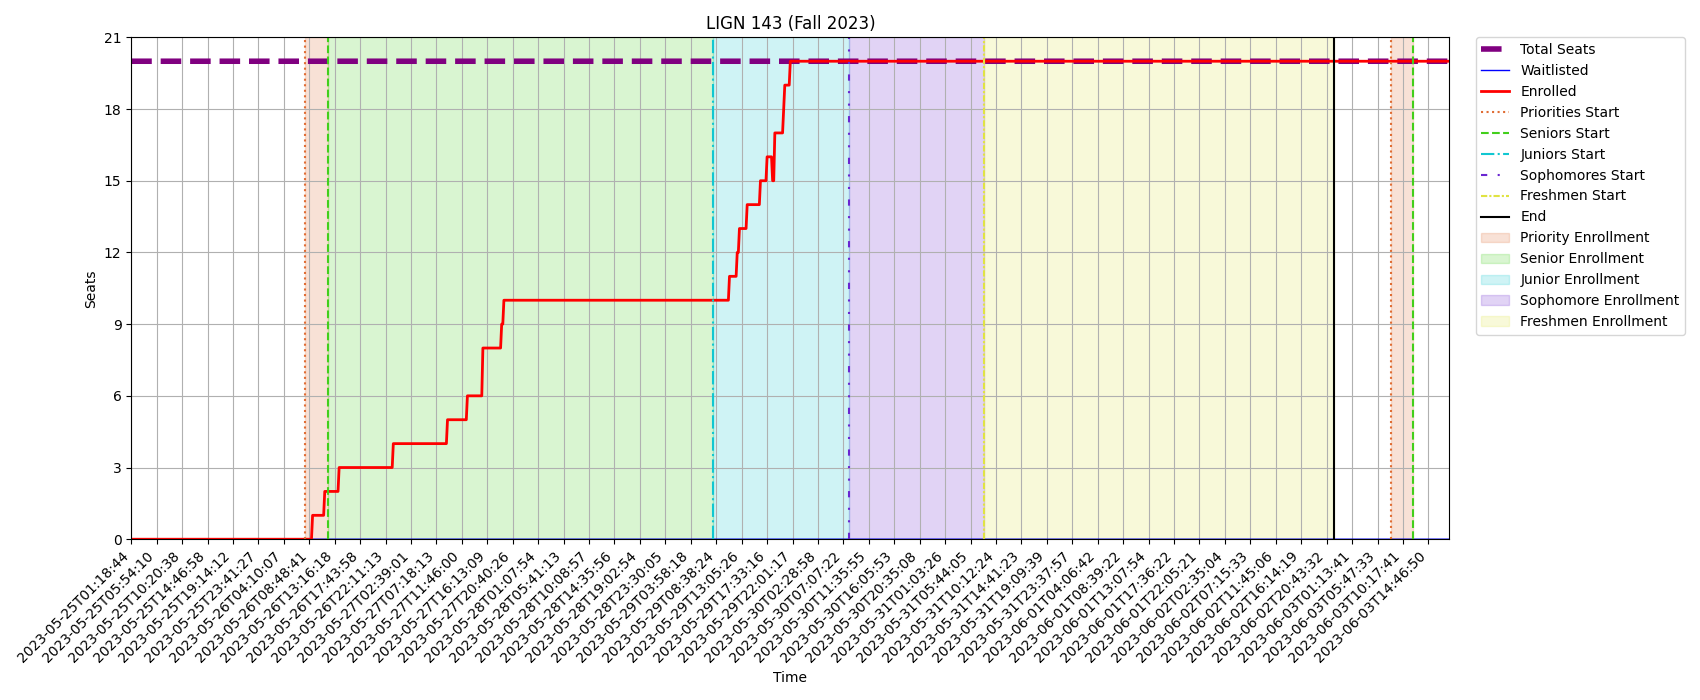 LIGN 143 (Fall 2023)
Seats
21
18
15
12
9
6
3
0
2023-05-25T01:18:44
2023-05-25T05:54:10
2023-05-25T10:20:38
2023-05-25T14:46:58
2023-05-25T19:14:12
2023-05-25T23:41:27
2023-05-26T04:10:07
2023-05-26T08:48:41
2023-05-26T13:16:18
2023-05-26T17:43:58
2023-05-26T22:11:13
2023-05-27T02:39:01
2023-05-27T07:18:13
2023-05-27T11:46:00
2023-05-27T16:13:09
2023-05-27T20:40:26
2023-05-28T01:07:54
2023-05-28T05:41:13
2023-05-28T10:08:57
2023-05-28T14:35:56
2023-05-28T19:02:54
2023-05-28T23:30:05
2023-05-29T03:58:18
2023-05-29T08:38:24
2023-05-29T13:05:26
2023-05-29T17:33:16
2023-05-29T22:01:17
2023-05-30T02:28:58
2023-05-30T07:07:22
2023-05-30T11:35:55
2023-05-30T16:05:53
2023-05-30T20:35:08
2023-05-31T01:03:26
2023-05-31T05:44:05
2023-05-31T10:12:24
2023-05-31T14:41:23
2023-05-31T19:09:39
2023-05-31T23:37:57
2023-06-01T04:06:42
2023-06-01T08:39:22
2023-06-01T13:07:54
2023-06-01T17:36:22
2023-06-01T22:05:21
2023-06-02T02:35:04
2023-06-02T07:15:33
2023-06-02T11:45:06
2023-06-02T16:14:19
2023-06-02T20:43:32
2023-06-03T01:13:41
2023-06-03T05:47:33
2023-06-03T10:17:41
2023-06-03T14:46:50
Time
Total Seats
Waitlisted
Enrolled
Priorities Start
Seniors Start
Juniors Start
Sophomores Start
Freshmen Start
End
Priority Enrollment
Senior Enrollment
Junior Enrollment
Sophomore Enrollment
Freshmen Enrollment